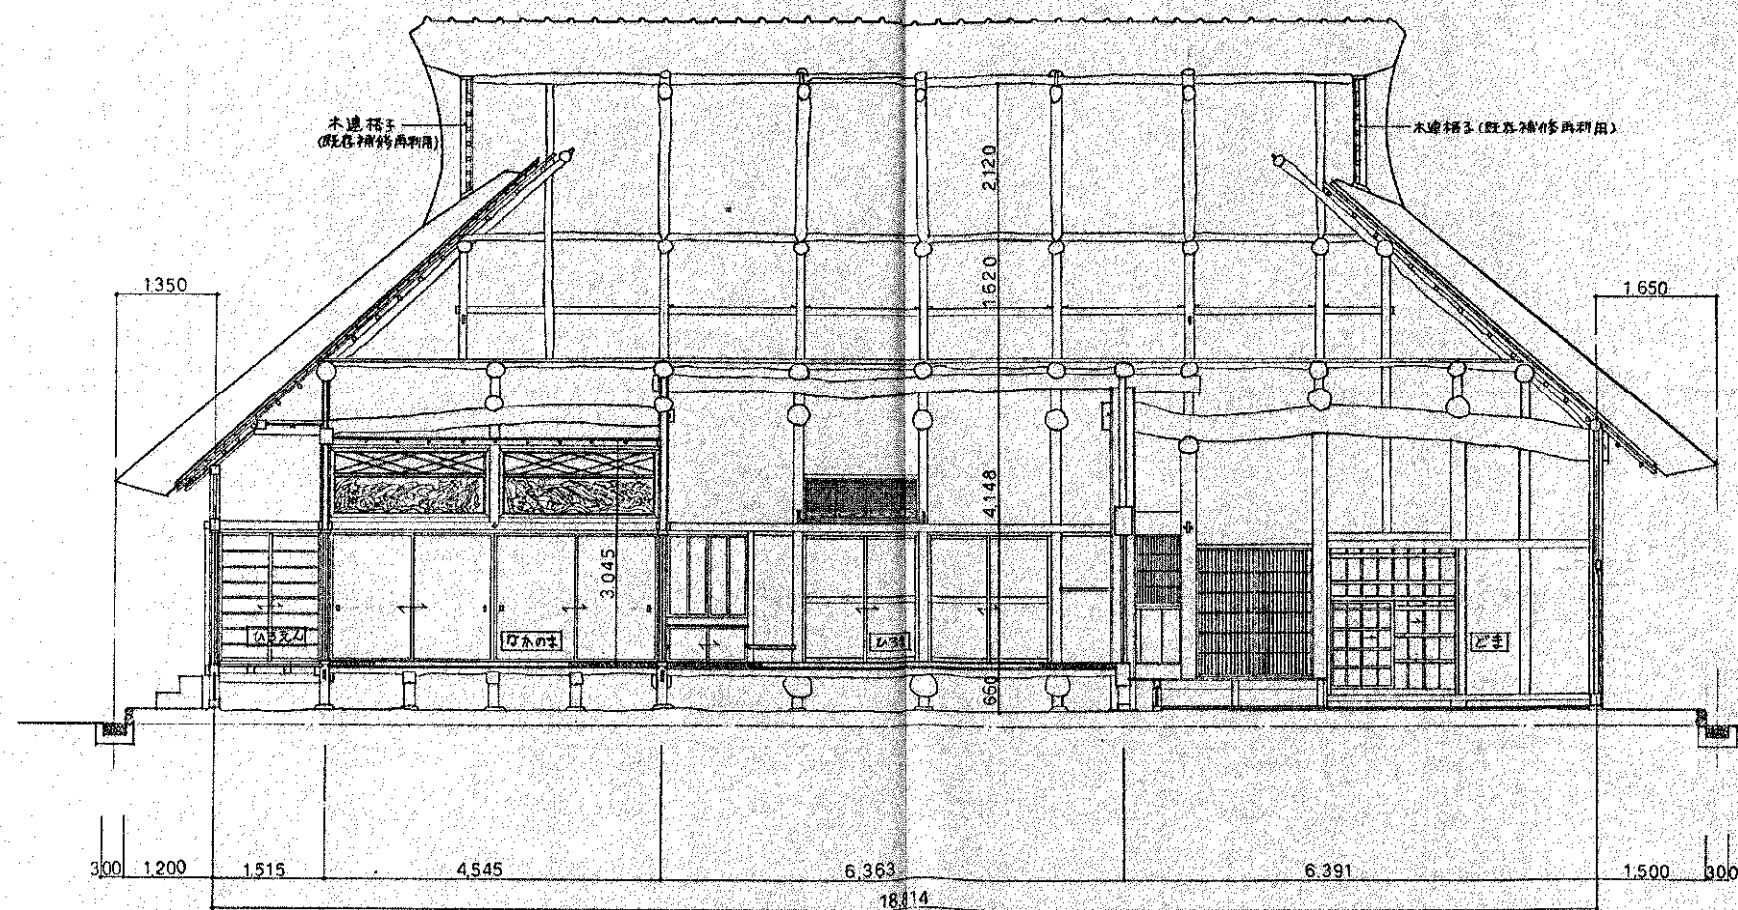 木連格子
(既存補修再利用)
木連格子(既存補修再利用)
2,120
1,620
1,350
1,650
4,148
3,045
ひろえん
なかのま
ひろま
どま
660
300
1,200
1,515
4,545
6,363
6,391
1,500
300
18,814